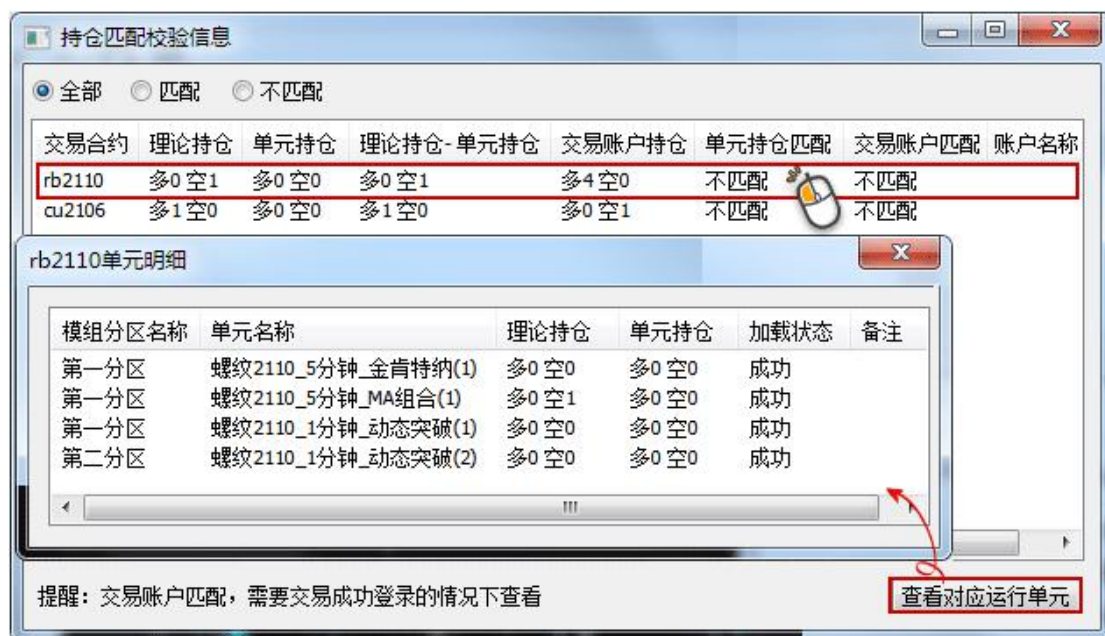 持仓匹配校验信息
全部 匹配 不匹配
交易合约 理论持仓 单元持仓 理论持仓-单元持仓 交易账户持仓 单元持仓匹配 交易账户匹配 账户名称
rb2110 多0 空1 多0 空0 多0 空1 多4 空0 不匹配 不匹配
cu2106 多1 空0 多0 空0 多1 空0 多0 空1 不匹配 不匹配
rb2110单元明细
模组分区名称 单元名称 理论持仓 单元持仓 加载状态 备注
第一分区 螺纹2110_5分钟_金肯特纳(1) 多0 空0 多0 空0 成功
第一分区 螺纹2110_5分钟_MA组合(1) 多0 空1 多0 空0 成功
第一分区 螺纹2110_1分钟_动态突破(1) 多0 空0 多0 空0 成功
第二分区 螺纹2110_1分钟_动态突破(2) 多0 空0 多0 空0 成功
提醒：交易账户匹配，需要交易成功登录的情况下查看
查看对应运行单元